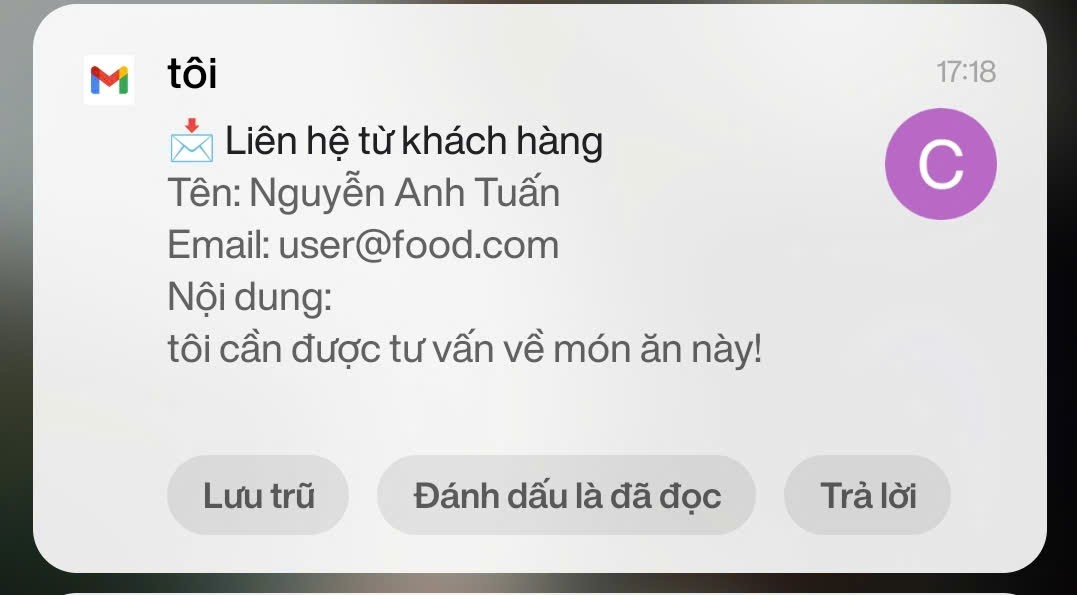 tôi
17:18
📩 Liên hệ từ khách hàng
Tên: Nguyễn Anh Tuấn
Email: user@food.com
Nội dung:
tôi cần được tư vấn về món ăn này!
C
Lưu trữ
Đánh dấu là đã đọc
Trả lời